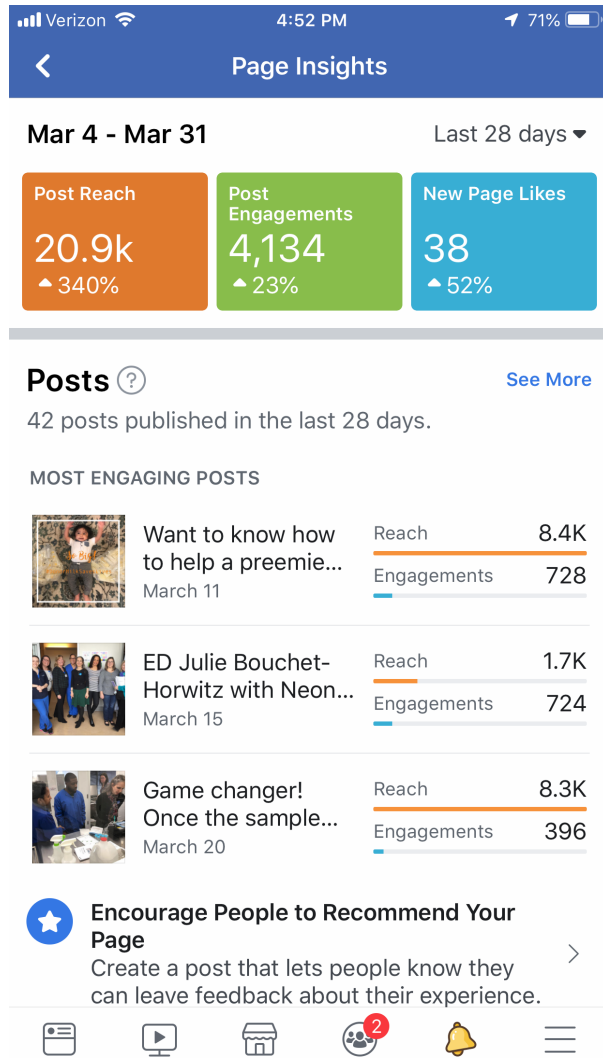 Verizon 4:52 PM 71%
Page Insights
Mar 4 - Mar 31 Last 28 days
Post Reach
20.9k
340%
Post
Engagements
4,134
23%
New Page Likes
38
52%
Posts ? See More
42 posts published in the last 28 days.
MOST ENGAGING POSTS
Want to know how
to help a preemie...
March 11
Reach 8.4K
Engagements 728
ED Julie Bouchet-
Horwitz with Neon...
March 15
Reach 1.7K
Engagements 724
Game changer!
Once the sample...
March 20
Reach 8.3K
Engagements 396
Encourage People to Recommend Your
Page
Create a post that lets people know they
can leave feedback about their experience.
2